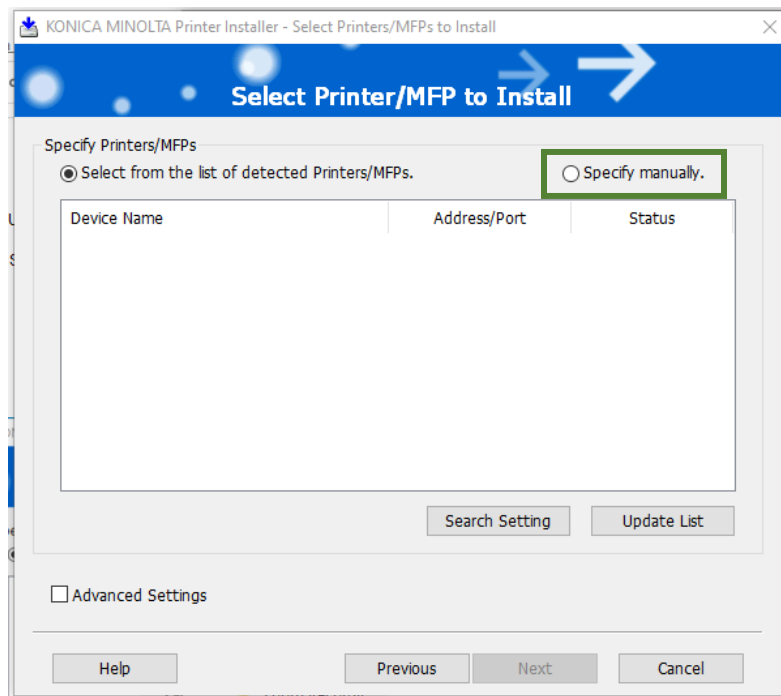 KONICA MINOLTA Printer Installer - Select Printers/MFPs to Install
Select Printer/MFP to Install
Specify Printers/MFPs
Select from the list of detected Printers/MFPs.
Specify manually.
Device Name Address/Port Status
Search Setting Update List
Advanced Settings
Help Previous Next Cancel